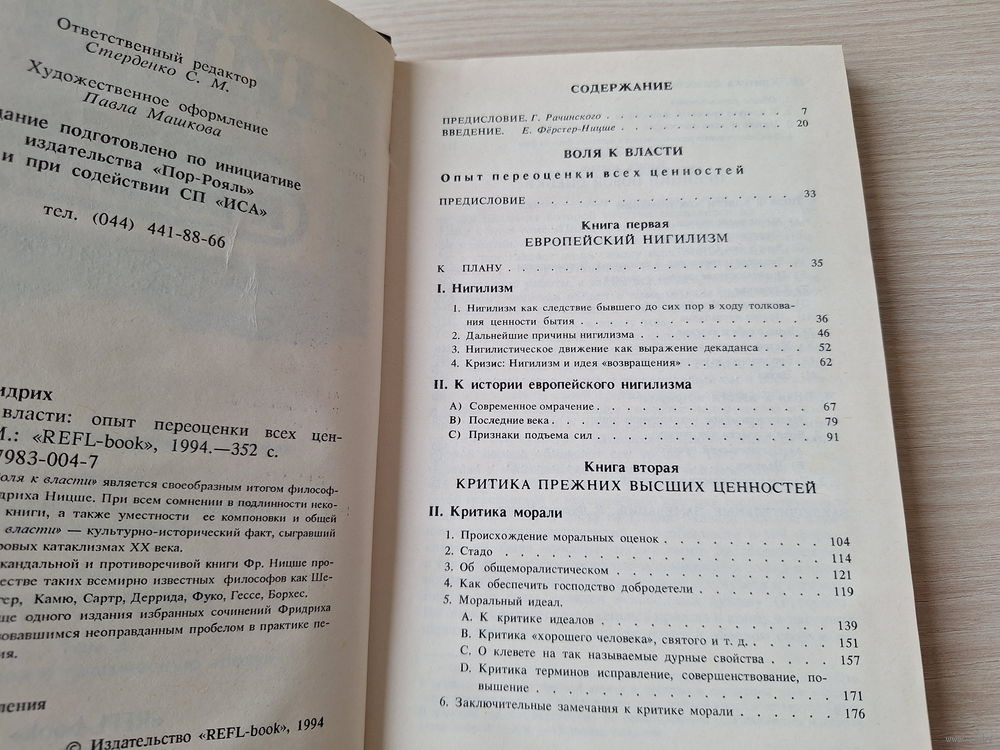 Ответственный редактор
Стерденко С. М.
Художественное оформление
Павла Машкова
подготовлено по инициативе
издательства «Пор-Рояль»
и при содействии СП «ИСА»
тел. (044) 441-88-66
власти: опыт переоценки всех цен-
«REFL-book», 1994.—352 с.
7983-004-7
власти» является своеобразным итогом философ-
Ницше. При всем сомнении в подлинности неко-
книги, а также уместности ее компоновки и общей
власти» — культурно-исторический факт, сыгравший
катаклизмах XX века.
и противоречивой книги Фр. Ницше про-
таких всемирно известных философов как Ше-
Камю, Сартр, Деррида, Фуко, Гессе, Борхес.
одного издания избранных сочинений Фридриха
неоправданным пробелом в практике пе-
© Издательство «REFL-book», 1994
СОДЕРЖАНИЕ
ПРЕДИСЛОВИЕ. Г. Рачинского . . . . . . . . . . 7
ВВЕДЕНИЕ. Е. Фёрстер-Ницше . . . . . . . . . . 20
ВОЛЯ К ВЛАСТИ
Опыт переоценки всех ценностей
ПРЕДИСЛОВИЕ . . . . . . . . . . . . . 33
Книга первая
ЕВРОПЕЙСКИЙ НИГИЛИЗМ
К ПЛАНУ . . . . . . . . . . . . . . 35
I. Нигилизм
1. Нигилизм как следствие бывшего до сих пор в ходу толкова-
ния ценности бытия . . . . . . . . . . . 36
2. Дальнейшие причины нигилизма . . . . . . . . 46
3. Нигилистическое движение как выражение декаданса . . . 52
4. Кризис: Нигилизм и идея «возвращения» . . . . . . 62
II. К истории европейского нигилизма
A) Современное омрачение . . . . . . . . . . 67
B) Последние века . . . . . . . . . . . . 79
C) Признаки подъема сил . . . . . . . . . . 91
Книга вторая
КРИТИКА ПРЕЖНИХ ВЫСШИХ ЦЕННОСТЕЙ
II. Критика морали
1. Происхождение моральных оценок . . . . . . . . 104
2. Стадо . . . . . . . . . . . . . . . 114
3. Об общеморалистическом . . . . . . . . . . 121
4. Как обеспечить господство добродетели . . . . . . 119
5. Моральный идеал.
A. К критике идеалов . . . . . . . . . . . 139
B. Критика «хорошего человека», святого и т. д. . . . . . 151
C. О клевете на так называемые дурные свойства . . . . 157
D. Критика терминов исправление, совершенствование, по-
вышение . . . . . . . . . . . . . . 171
6. Заключительные замечания к критике морали . . . . . 176